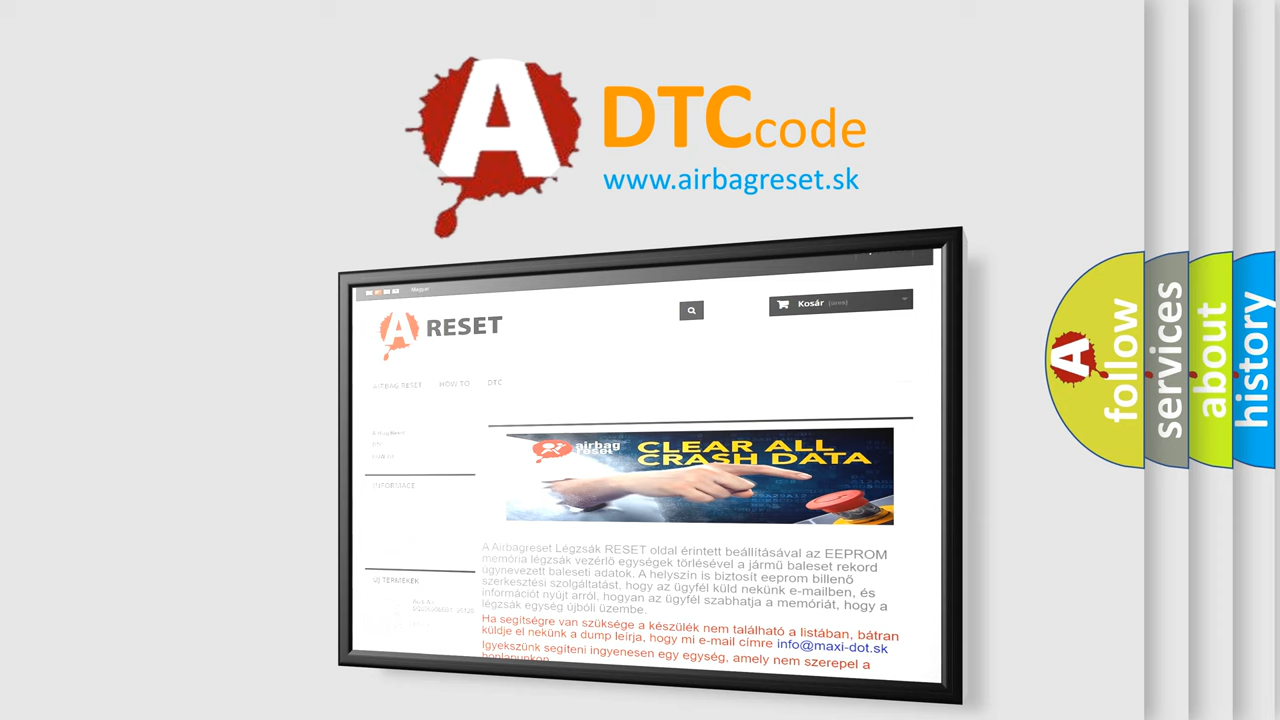 A
DTCcode
www.airbagreset.sk
Magyar
A RESET
Kosár (üres)
AIRBAG RESET HOW TO DTC
INFORMACE
ÚJ TERMÉKEK
airbag
reset
CLEAR ALL
CRASH DATA
A Airbagreset Légzsák RESET oldal érintett beállításával az EEPROM
memória légzsák vezérlő egységek törlésével a jármű baleset rekord
úgynevezett baleseti adatok. A helyszín is biztosít eeprom billenő
szerkesztési szolgáltatást, hogy az ügyfél küld nekünk e-mailben, és
információt nyújt arról, hogyan az ügyfél szabhatja a memóriát, hogy a
légzsák egység újbóli üzembe.
Ha segítségre van szüksége a készülék nem található a listában, bátran
küldje el nekünk a dump leírja, hogy mi e-mail címre info@maxi-dot.sk
Igyekszünk segíteni ingyenesen egy egység, amely nem szerepel a
honlapunkon
A follow
services
about
history